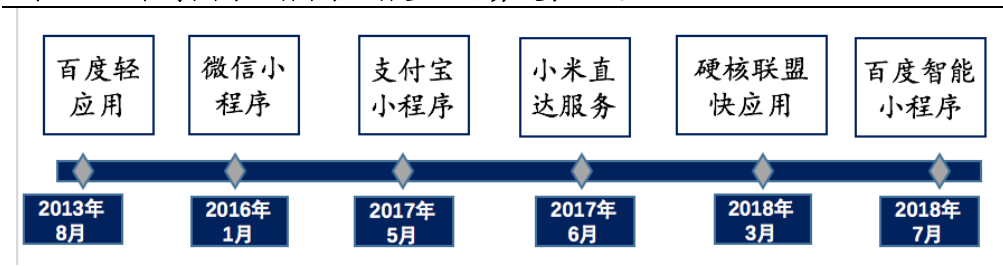 百度轻
应用
微信小
程序
支付宝
小程序
小米直
达服务
硬核联盟
快应用
百度智能
小程序
2013年
8月
2016年
1月
2017年
5月
2017年
6月
2018年
3月
2018年
7月